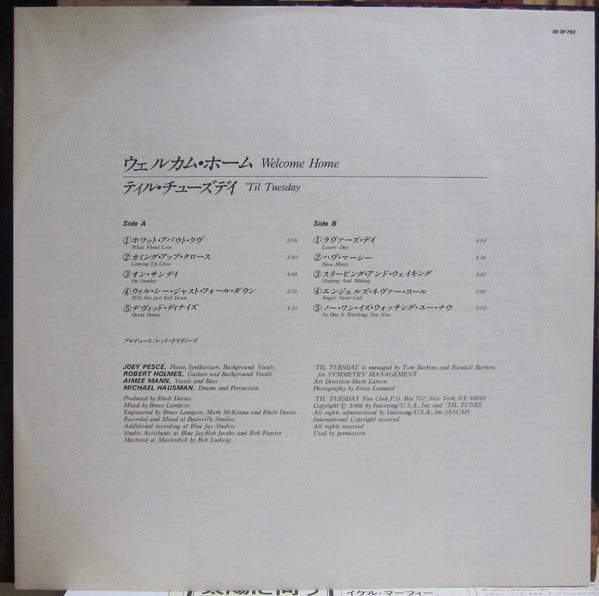 28·3P-762
ウェルカム・ホーム Welcome Home
ティル・チューズデイ 'Til Tuesday
Side A
①ホワット・アバウト・ラヴ 3:56
What About Love
②カミング・アップ・クロース 3:40
Coming Up Close
③オン・サンデイ 4:08
On Sunday
④ウィル・シー・ジャスト・フォール・ダウン 2:51
Will She Just Fall Down
⑤デヴィッド・ディナイズ 4:51
David Denies
Side B
①ラヴァーズ・デイ 4:19
Lovers' Day
②ハヴ・マーシー 4:34
Have Mercy
③スリーピング・アンド・ウェイキング 3:23
Sleeping And Waking
④エンジェルズ・ネヴァー・コール 3:40
Angels Never Call
⑤ノー・ワン・イズ・ウォッチング・ユー・ナウ 3:52
No One Is Watching You Now
プロデュース:レット・デイヴィーズ
JOEY PESCE, Piano, Synthesizers, Background Vocals
ROBERT HOLMES, Guitars and Background Vocals
AIMEE MANN, Vocals and Bass
MICHAEL HAUSMAN, Drums and Percussion
Produced by Rhett Davies
Mixed by Bruce Lampcov
Engineered by Bruce Lampcov, Mark McKenna and Rhett Davies
Recorded and Mixed at Bearsville Studios
Additional recording at Blue Jay Studios
Studio Assistants at Blue Jay;Rob Jaczko and Rob Feaster
Mastered at Masterdisk by Bob Ludwig
'TIL TUESDAY is managed by Tom Barbera and Randall Barbera
for SYMMETRY MANAGEMENT
Art Direction-Mark Larson
Photography by Erica Lennard
'TIL TUESDAY Fan Club, P.O. Box 757, New York, NY 10019
Copyright © 1986 by Intersong-U.S.A., Inc. and 'TIL TUNES
All rights administered by Intersong-U.S.A., Inc. (ASCAP)
International Copyright reserved
All rights reserved
Used by permission
イケル・マーフィー